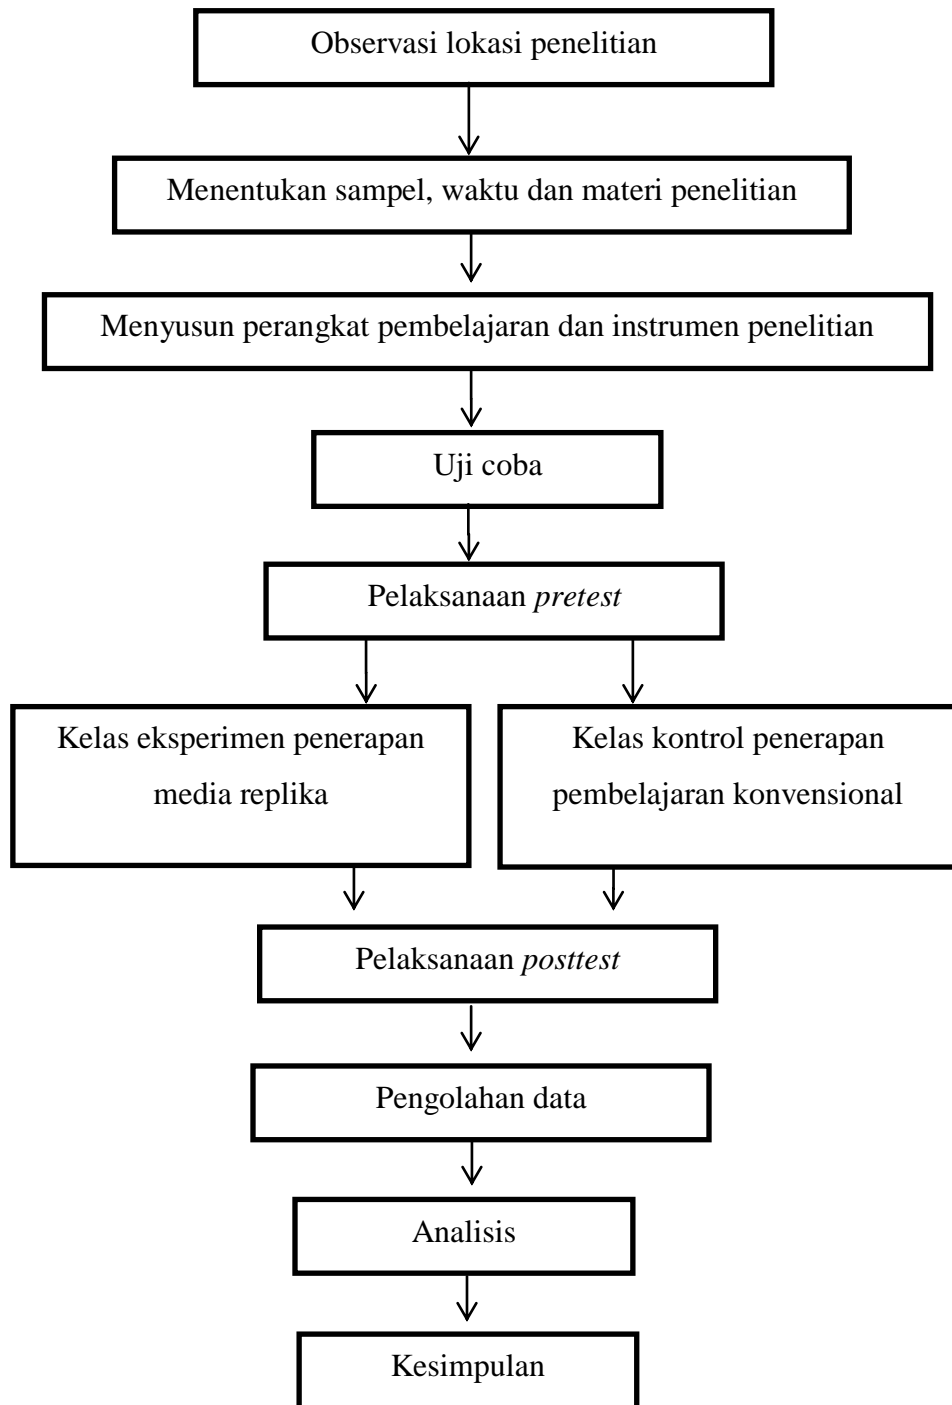 Observasi lokasi penelitian
Menentukan sampel, waktu dan materi penelitian
Menyusun perangkat pembelajaran dan instrumen penelitian
Uji coba
Pelaksanaan pretest
Kelas eksperimen penerapan
media replika
Kelas kontrol penerapan
pembelajaran konvensional
Pelaksanaan posttest
Pengolahan data
Analisis
Kesimpulan